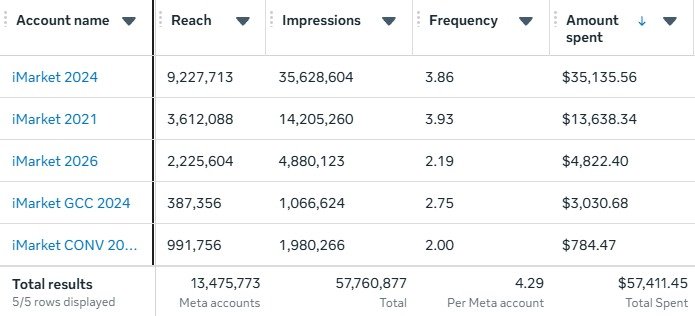 Account name Reach Impressions Frequency Amount spent
iMarket 2024 9,227,713 35,628,604 3.86 $35,135.56
iMarket 2021 3,612,088 14,205,260 3.93 $13,638.34
iMarket 2026 2,225,604 4,880,123 2.19 $4,822.40
iMarket GCC 2024 387,356 1,066,624 2.75 $3,030.68
iMarket CONV 20... 991,756 1,980,266 2.00 $784.47
Total results 13,475,773 57,760,877 4.29 $57,411.45
5/5 rows displayed Meta accounts Total Per Meta account Total Spent